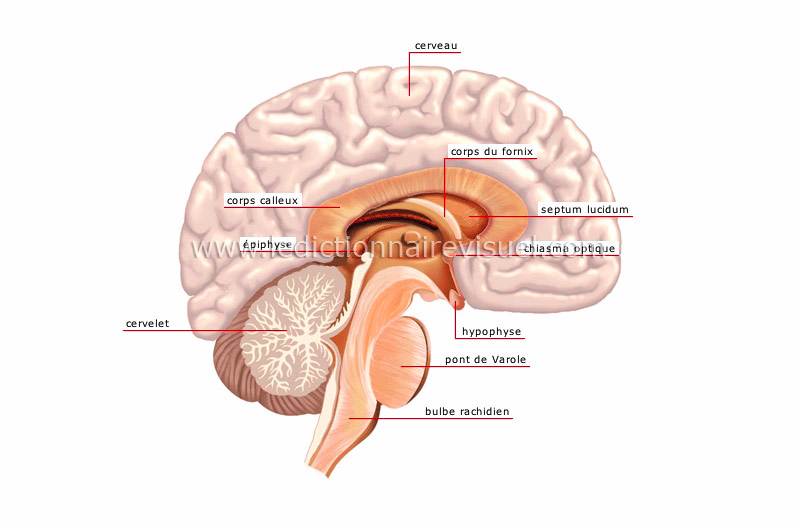 cerveau
corps du fornix
corps calleux
septum lucidum
épiphyse
www.ledictionnairevisuel.com
chiasma optique
cervelet
hypophyse
pont de Varole
bulbe rachidien